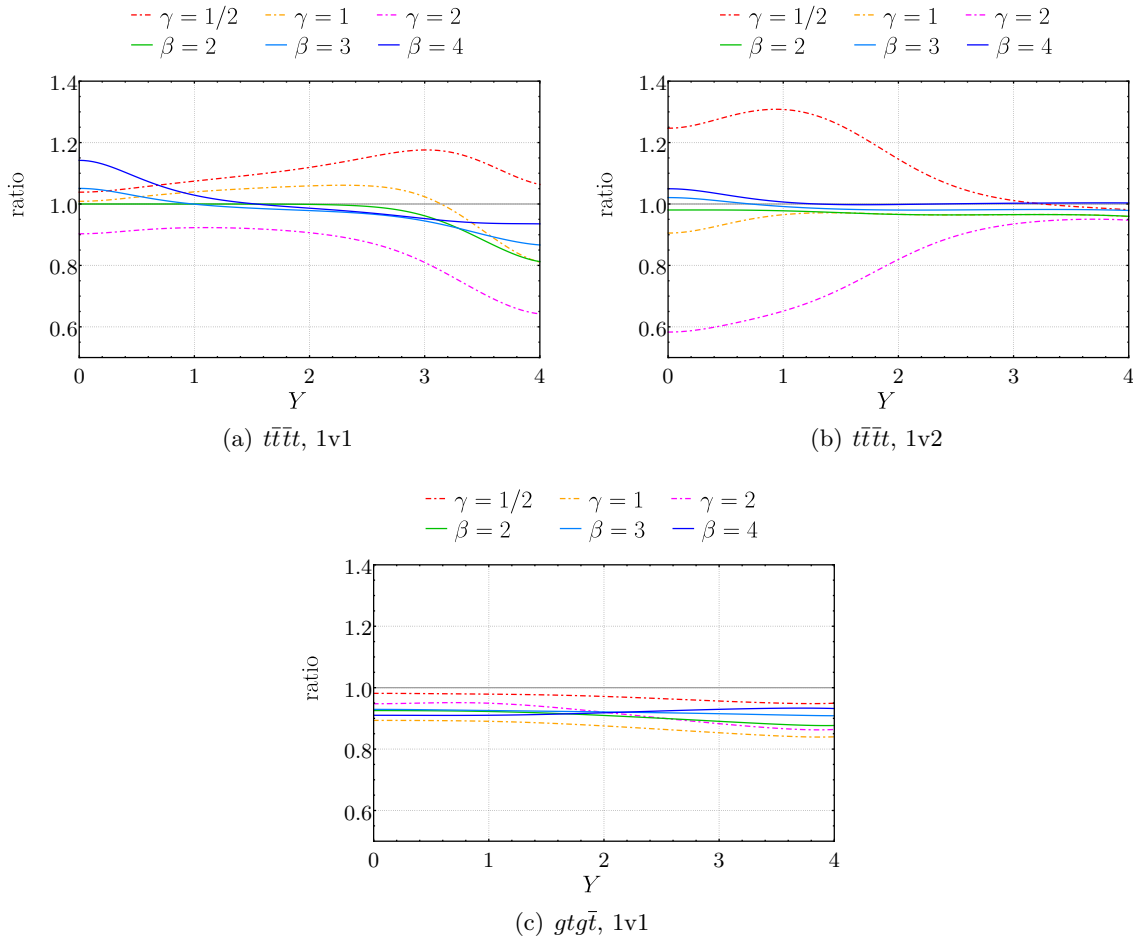 γ = 1/2 γ = 1 γ = 2
β = 2 β = 3 β = 4
1.4
1.2
1.0
0.8
0.6
ratio
0 1 2 3 4
Y
(a) tt̄t̄t, 1v1
γ = 1/2 γ = 1 γ = 2
β = 2 β = 3 β = 4
1.4
1.2
1.0
0.8
0.6
ratio
0 1 2 3 4
Y
(b) tt̄t̄t, 1v2
γ = 1/2 γ = 1 γ = 2
β = 2 β = 3 β = 4
1.4
1.2
1.0
0.8
0.6
ratio
0 1 2 3 4
Y
(c) gtgt̄, 1v1